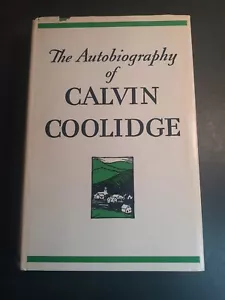 The Autobiography
of
CALVIN
COOLIDGE